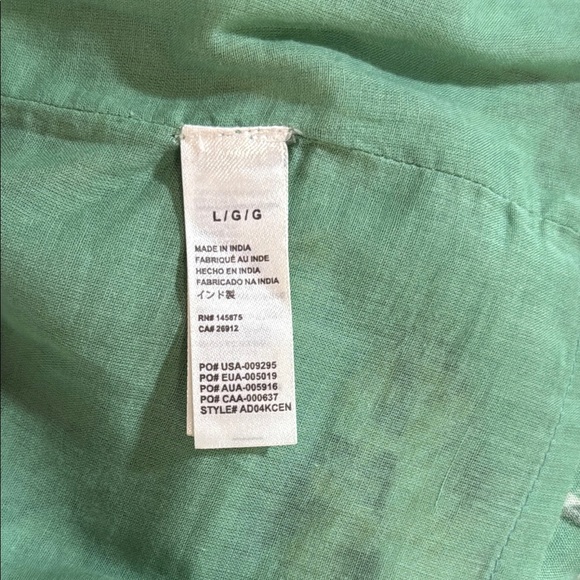 L/G/G
MADE IN INDIA
FABRIQUÉ AU INDE
HECHO EN INDIA
FABRICADO NA INDIA
インド製
RN# 145875
CA# 26912
PO# USA-009295
PO# EUA-005019
PO# AUA-005916
PO# CAA-000637
STYLE# AD04KCEN